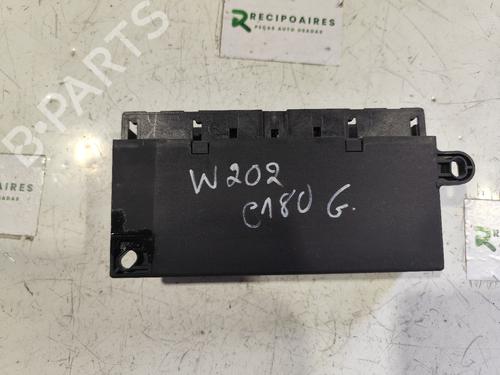 RECIPOAIRES
PEÇAS AUTO USADAS
B-PARTS
W202
C180 G.